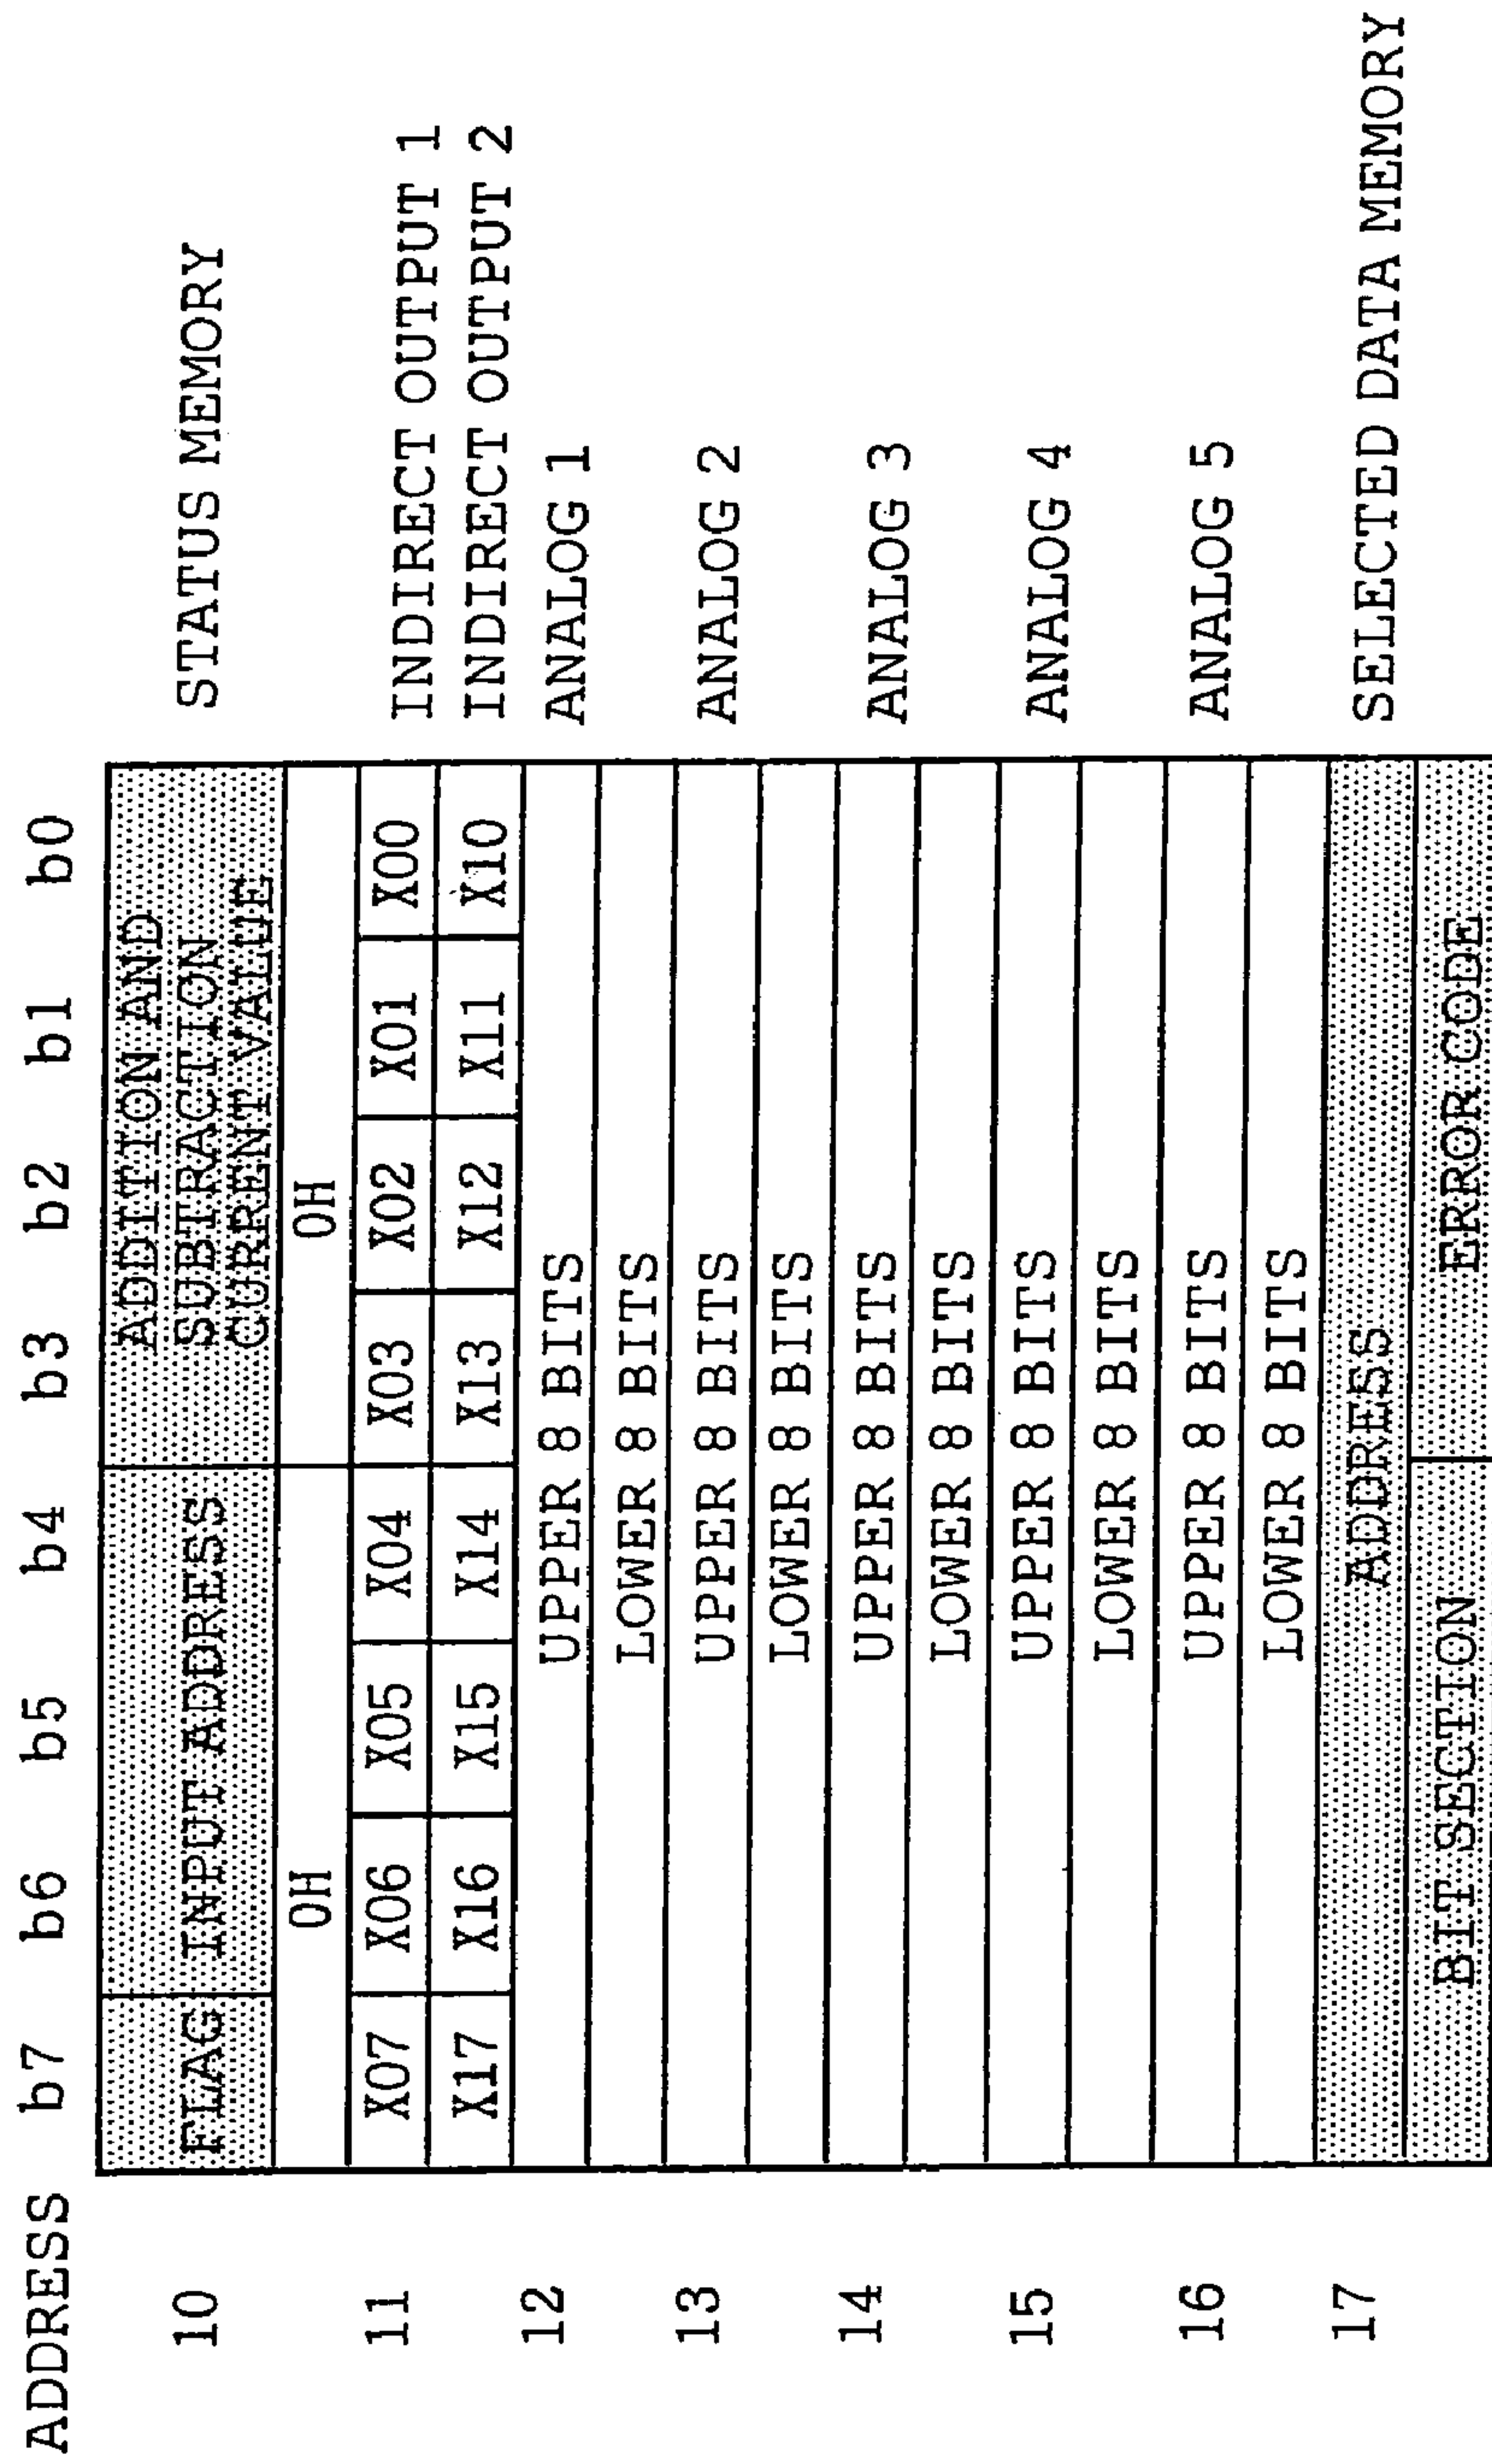 ADDRESS b7 b6 b5 b4 b3 b2 b1 b0
10 FLAG INPUT ADDRESS ADDITION AND SUBTRACTION CURRENT VALUE STATUS MEMORY
0H 0H
11 X07 X06 X05 X04 X03 X02 X01 X00 INDIRECT OUTPUT 1
X17 X16 X15 X14 X13 X12 X11 X10 INDIRECT OUTPUT 2
12 UPPER 8 BITS ANALOG 1
LOWER 8 BITS
13 UPPER 8 BITS ANALOG 2
LOWER 8 BITS
14 UPPER 8 BITS ANALOG 3
LOWER 8 BITS
15 UPPER 8 BITS ANALOG 4
LOWER 8 BITS
16 UPPER 8 BITS ANALOG 5
LOWER 8 BITS
17 ADDRESS SELECTED DATA MEMORY
BIT SECTION ERROR CODE